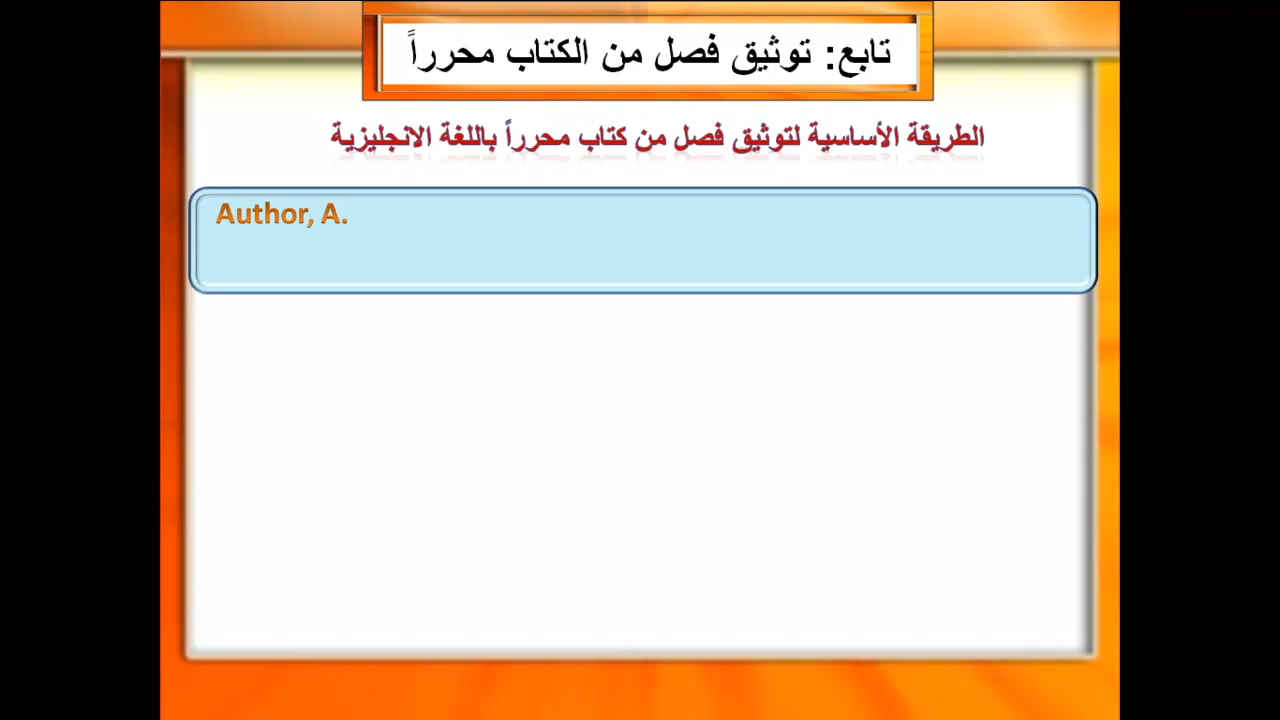 تابع: توثيق فصل من الكتاب محرراً
الطريقة الأساسية لتوثيق فصل من كتاب محرراً باللغة الانجليزية
Author, A.